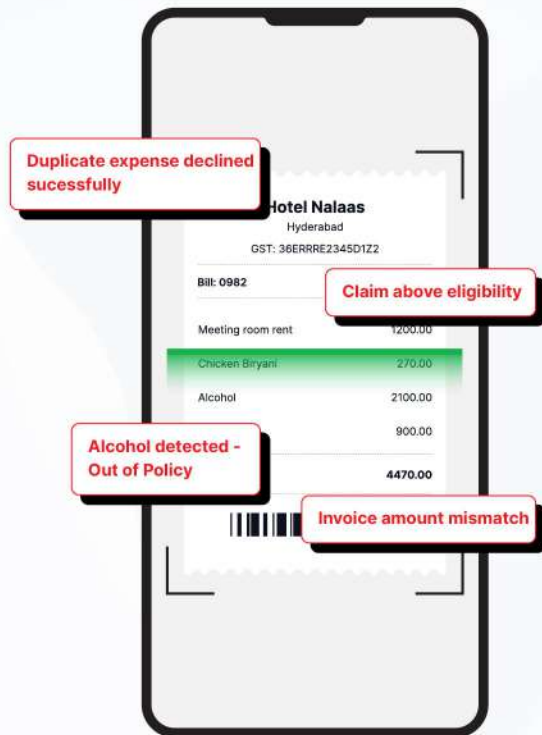 Duplicate expense declined
sucessfully
Hotel Nalaas
Hyderabad
GST: 36ERRRE2345D1Z2
Bill: 0982
Claim above eligibility
Meeting room rent 1200.00
Chicken Biryani 270.00
Alcohol 2100.00
900.00
Alcohol detected -
Out of Policy
4470.00
Invoice amount mismatch